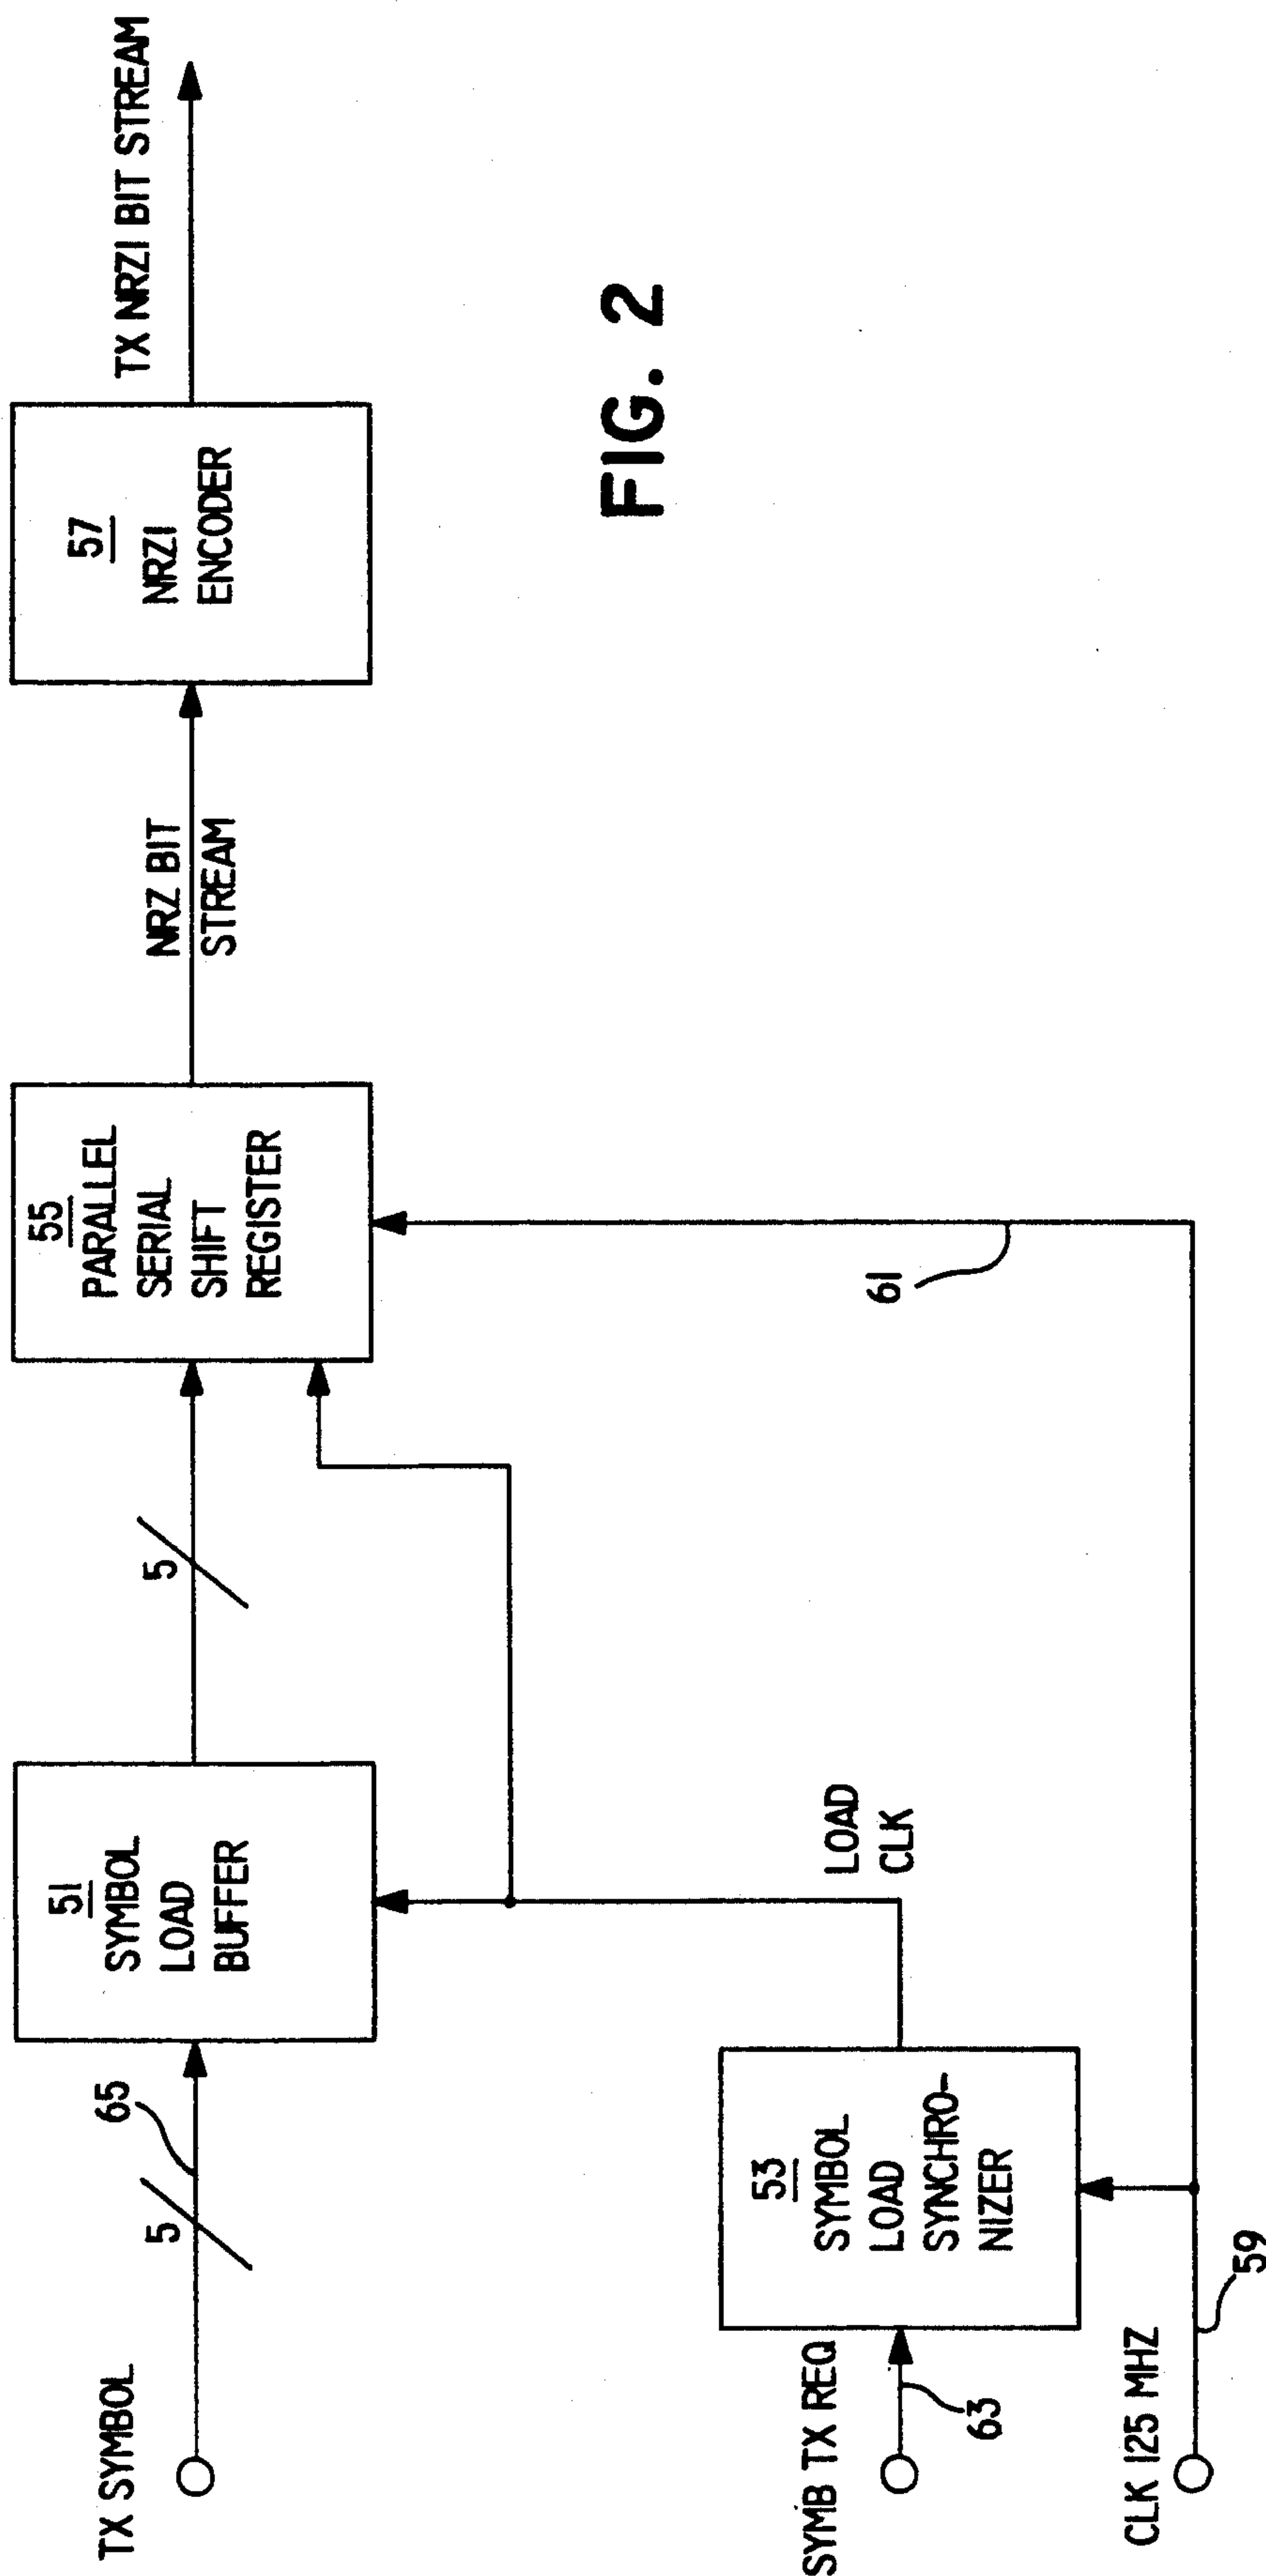 TX SYMBOL
5
65
51
SYMBOL
LOAD
BUFFER
5
55
PARALLEL
SERIAL
SHIFT
REGISTER
NRZ BIT
STREAM
57
NRZI
ENCODER
TX NRZI BIT STREAM
SYMB TX REQ
63
53
SYMBOL
LOAD
SYNCHRO-
NIZER
LOAD
CLK
61
CLK 125 MHZ
59
FIG. 2